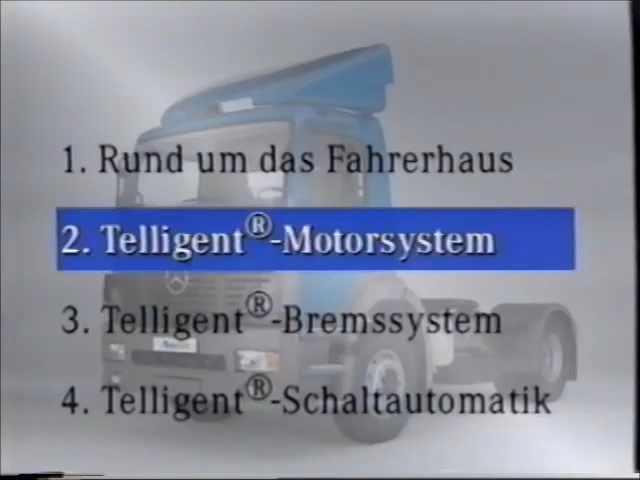 1. Rund um das Fahrerhaus
2. Telligent®-Motorsystem
3. Telligent®-Bremssystem
4. Telligent®-Schaltautomatik